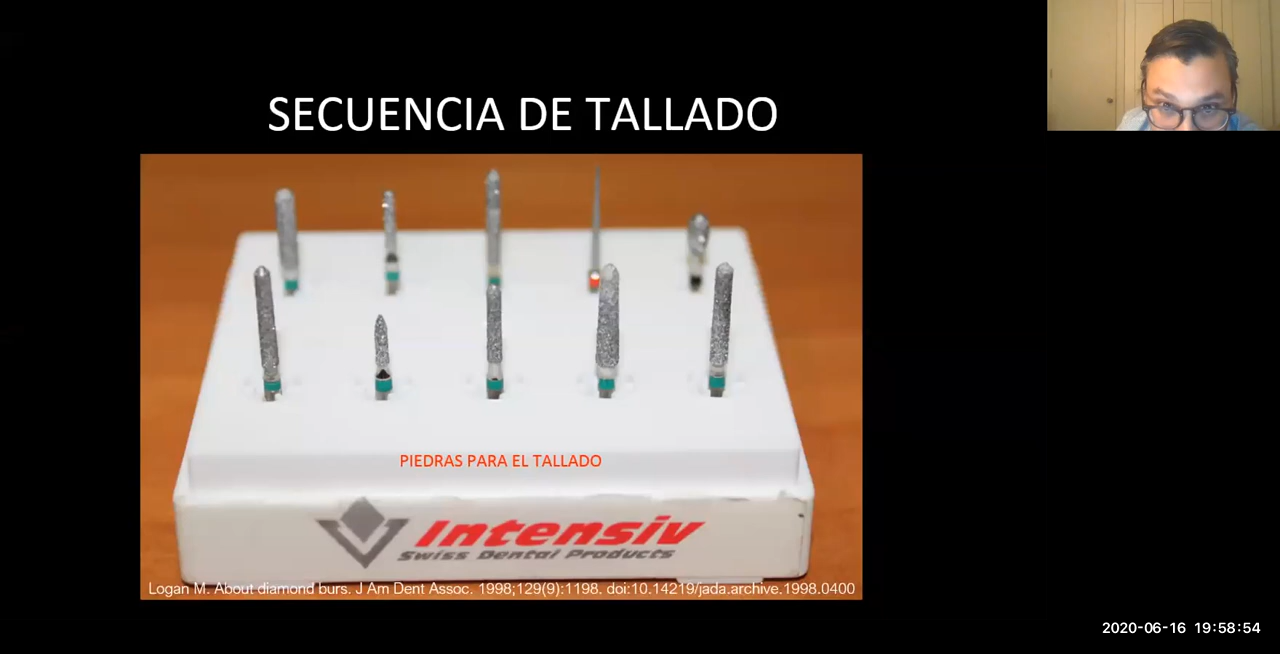 SECUENCIA DE TALLADO
PIEDRAS PARA EL TALLADO
Intensiv
Swiss Dental Products
Logan M. About diamond burs. J Am Dent Assoc. 1998;129(9):1198. doi:10.14219/jada.archive.1998.0400
2020-06-16 19:58:54